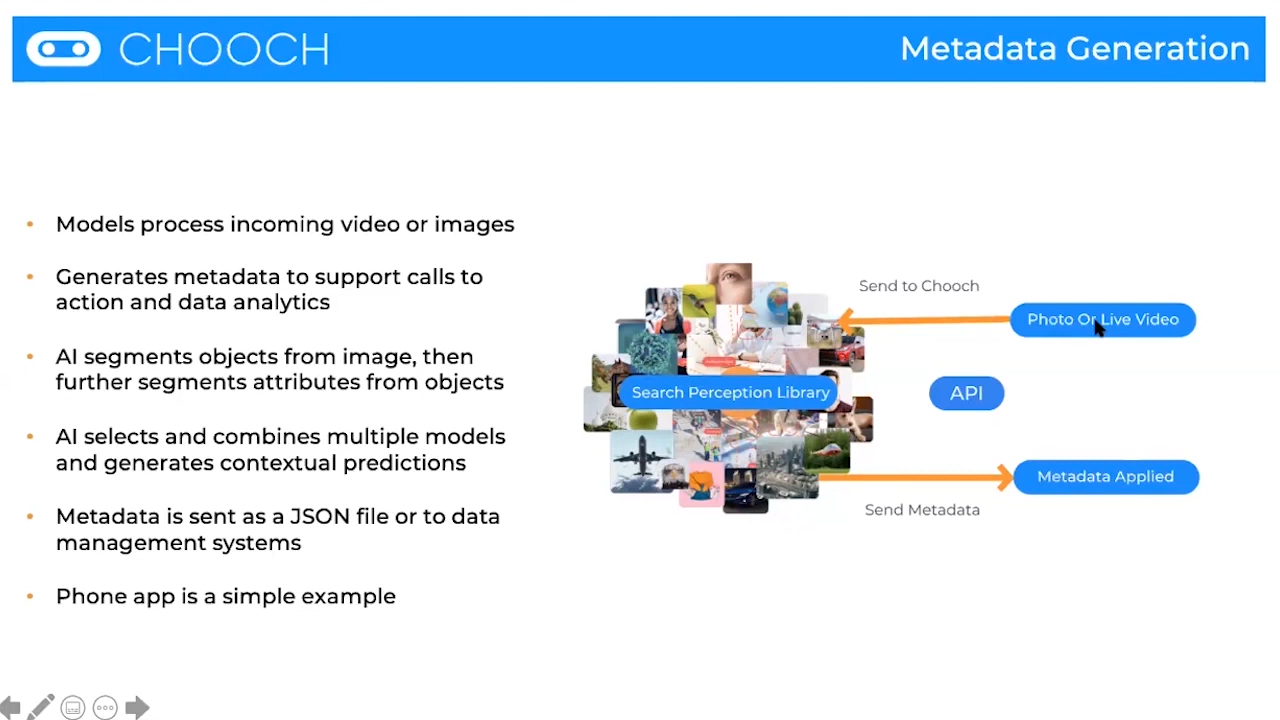 CHOOCH
Metadata Generation
Models process incoming video or images
Generates metadata to support calls to
action and data analytics
AI segments objects from image, then
further segments attributes from objects
AI selects and combines multiple models
and generates contextual predictions
Metadata is sent as a JSON file or to data
management systems
Phone app is a simple example
Send to Chooch
Photo Or Live Video
Search Perception Library
API
Metadata Applied
Send Metadata